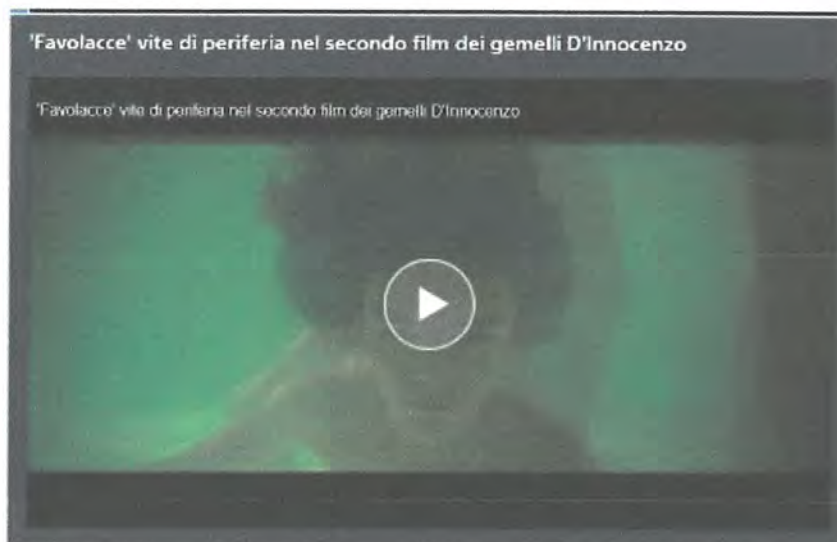 'Favolacce' vite di periferia nel secondo film dei gemelli D'Innocenzo
'Favolacce' vite di periferia nel secondo film dei gemelli D'Innocenzo